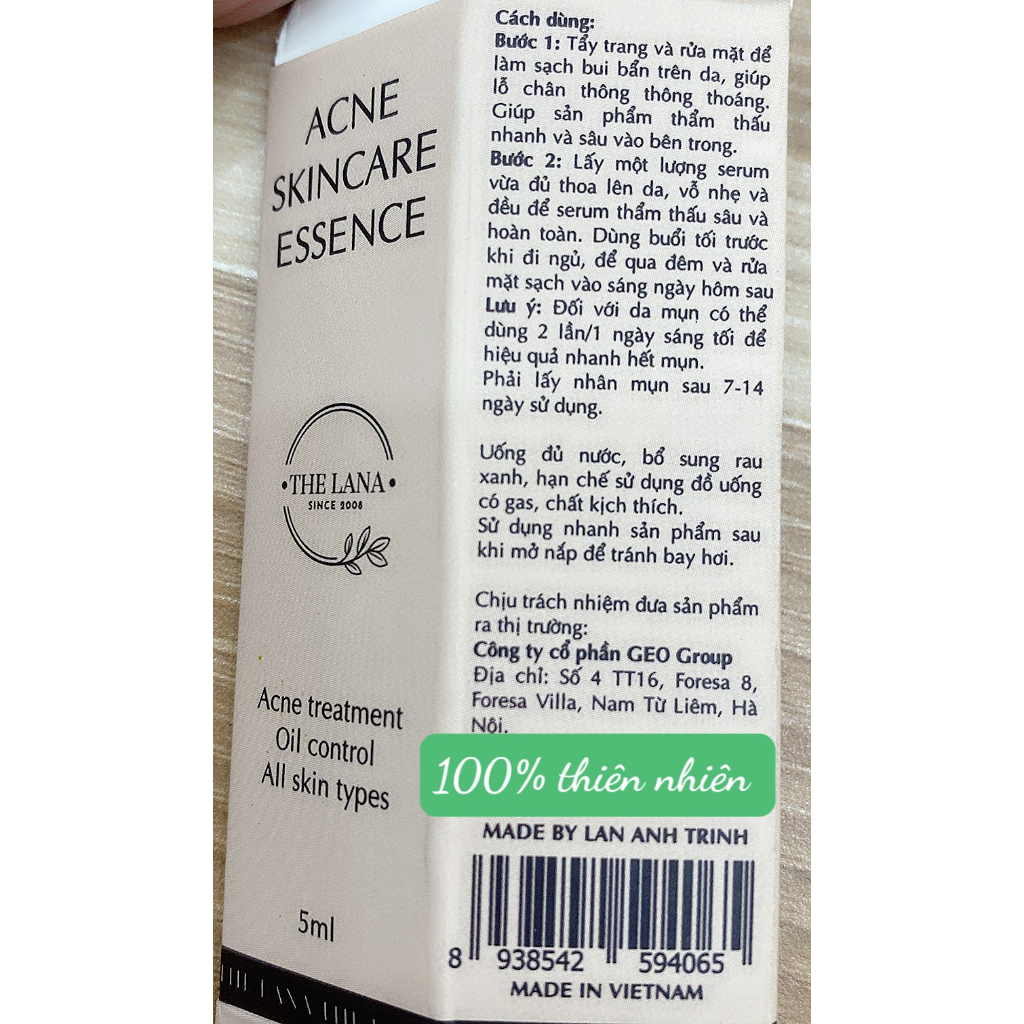 ACNE
SKINCARE
ESSENCE
THE LANA
SINCE 2008
Acne treatment
Oil control
All skin types
5ml
Cách dùng:
Bước 1: Tẩy trang và rửa mặt để
làm sạch bui bẩn trên da, giúp
lỗ chân thông thông thoáng.
Giúp sản phẩm thẩm thấu
nhanh và sâu vào bên trong.
Bước 2: Lấy một lượng serum
vừa đủ thoa lên da, vỗ nhẹ và
đều để serum thẩm thấu sâu và
hoàn toàn. Dùng buổi tối trước
khi đi ngủ, để qua đêm và rửa
mặt sạch vào sáng ngày hôm sau
Lưu ý: Đối với da mụn có thể
dùng 2 lần/1 ngày sáng tối để
hiệu quả nhanh hết mụn.
Phải lấy nhân mụn sau 7-14
ngày sử dụng.
Uống đủ nước, bổ sung rau
xanh, hạn chế sử dụng đồ uống
có gas, chất kịch thích.
Sử dụng nhanh sản phẩm sau
khi mở nắp để tránh bay hơi.
Chịu trách nhiệm đưa sản phẩm
ra thị trường:
Công ty cổ phần GEO Group
Địa chỉ: Số 4 TT16, Foresa 8,
Foresa Villa, Nam Từ Liêm, Hà
Nội.
100% thiên nhiên
MADE BY LAN ANH TRINH
8 938542 594065
MADE IN VIETNAM